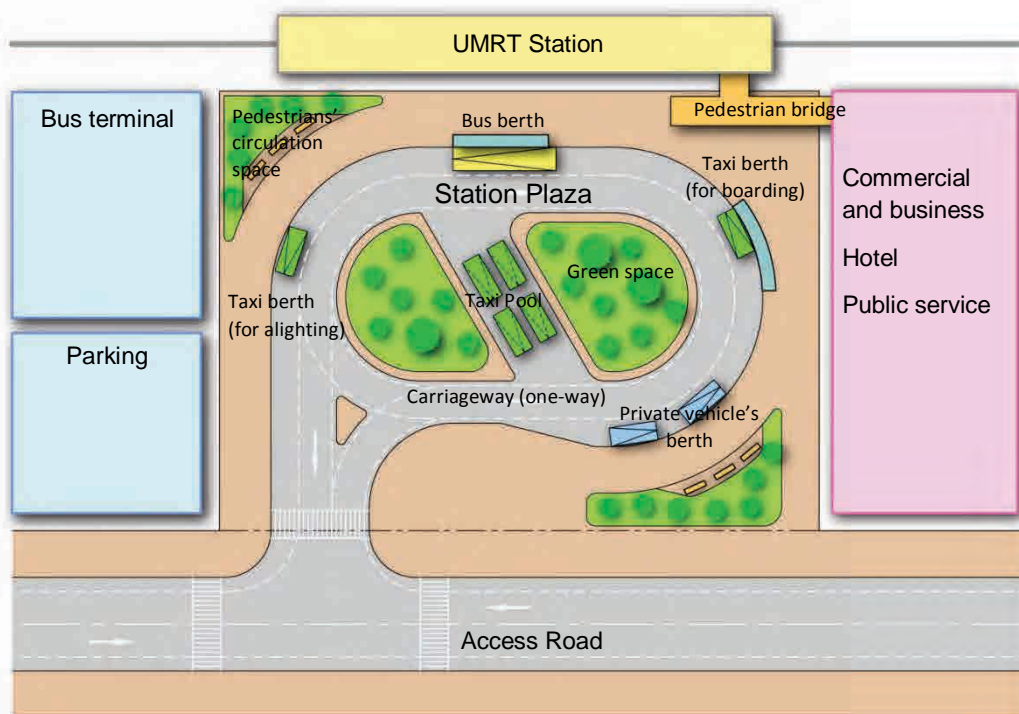 UMRT Station
Bus terminal
Pedestrians'
circulation
space
Bus berth
Pedestrian bridge
Taxi berth
(for boarding)
Station Plaza
Commercial
and business
Hotel
Public service
Green space
Taxi Pool
Taxi berth
(for alighting)
Parking
Carriageway (one-way)
Private vehicle's
berth
Access Road